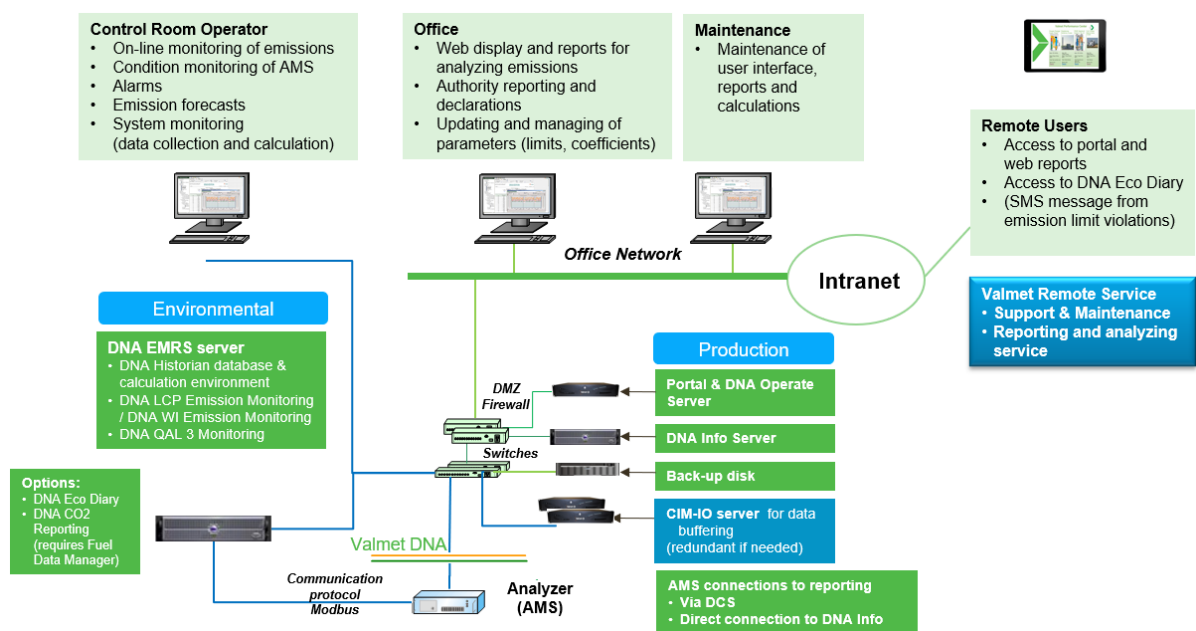 Control Room Operator
• On-line monitoring of emissions
• Condition monitoring of AMS
• Alarms
• Emission forecasts
• System monitoring
(data collection and calculation)
Office
• Web display and reports for
analyzing emissions
• Authority reporting and
declarations
• Updating and managing of
parameters (limits, coefficients)
Maintenance
• Maintenance of
user interface,
reports and
calculations
Remote Users
• Access to portal and
web reports
• Access to DNA Eco Diary
• (SMS message from
emission limit violations)
Office Network
Intranet
Valmet Remote Service
• Support & Maintenance
• Reporting and analyzing
service
Environmental
DNA EMRS server
• DNA Historian database &
calculation environment
• DNA LCP Emission Monitoring
/ DNA WI Emission Monitoring
• DNA QAL 3 Monitoring
Production
DMZ
Firewall
Portal & DNA Operate
Server
DNA Info Server
Switches
Back-up disk
CIM-IO server for data
buffering
(redundant if needed)
Options:
• DNA Eco Diary
• DNA CO2
Reporting
(requires Fuel
Data Manager)
Valmet DNA
Communication
protocol
Modbus
Analyzer
(AMS)
AMS connections to reporting
• Via DCS
• Direct connection to DNA Info